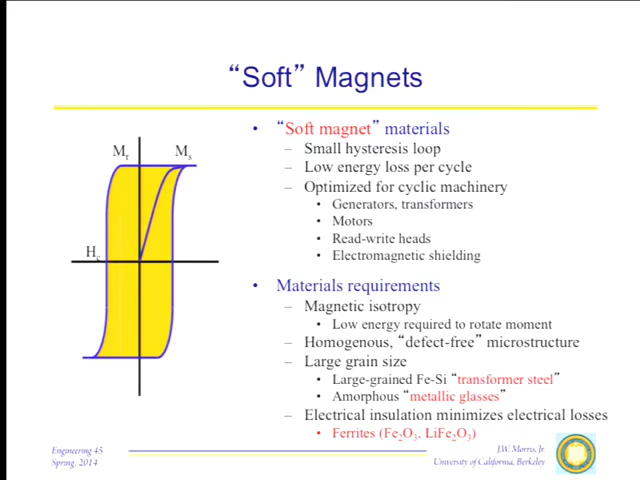 “Soft” Magnets
• “Soft magnet” materials
– Small hysteresis loop
– Low energy loss per cycle
– Optimized for cyclic machinery
• Generators, transformers
• Motors
• Read-write heads
• Electromagnetic shielding
• Materials requirements
– Magnetic isotropy
• Low energy required to rotate moment
– Homogenous, “defect-free” microstructure
– Large grain size
• Large-grained Fe-Si “transformer steel”
• Amorphous “metallic glasses”
– Electrical insulation minimizes electrical losses
• Ferrites (Fe₂O₃, LiFe₂O₃)
Mᵣ Mₛ
H꜀
Engineering 45
Spring, 2014
J.W. Morris, Jr.
University of California, Berkeley